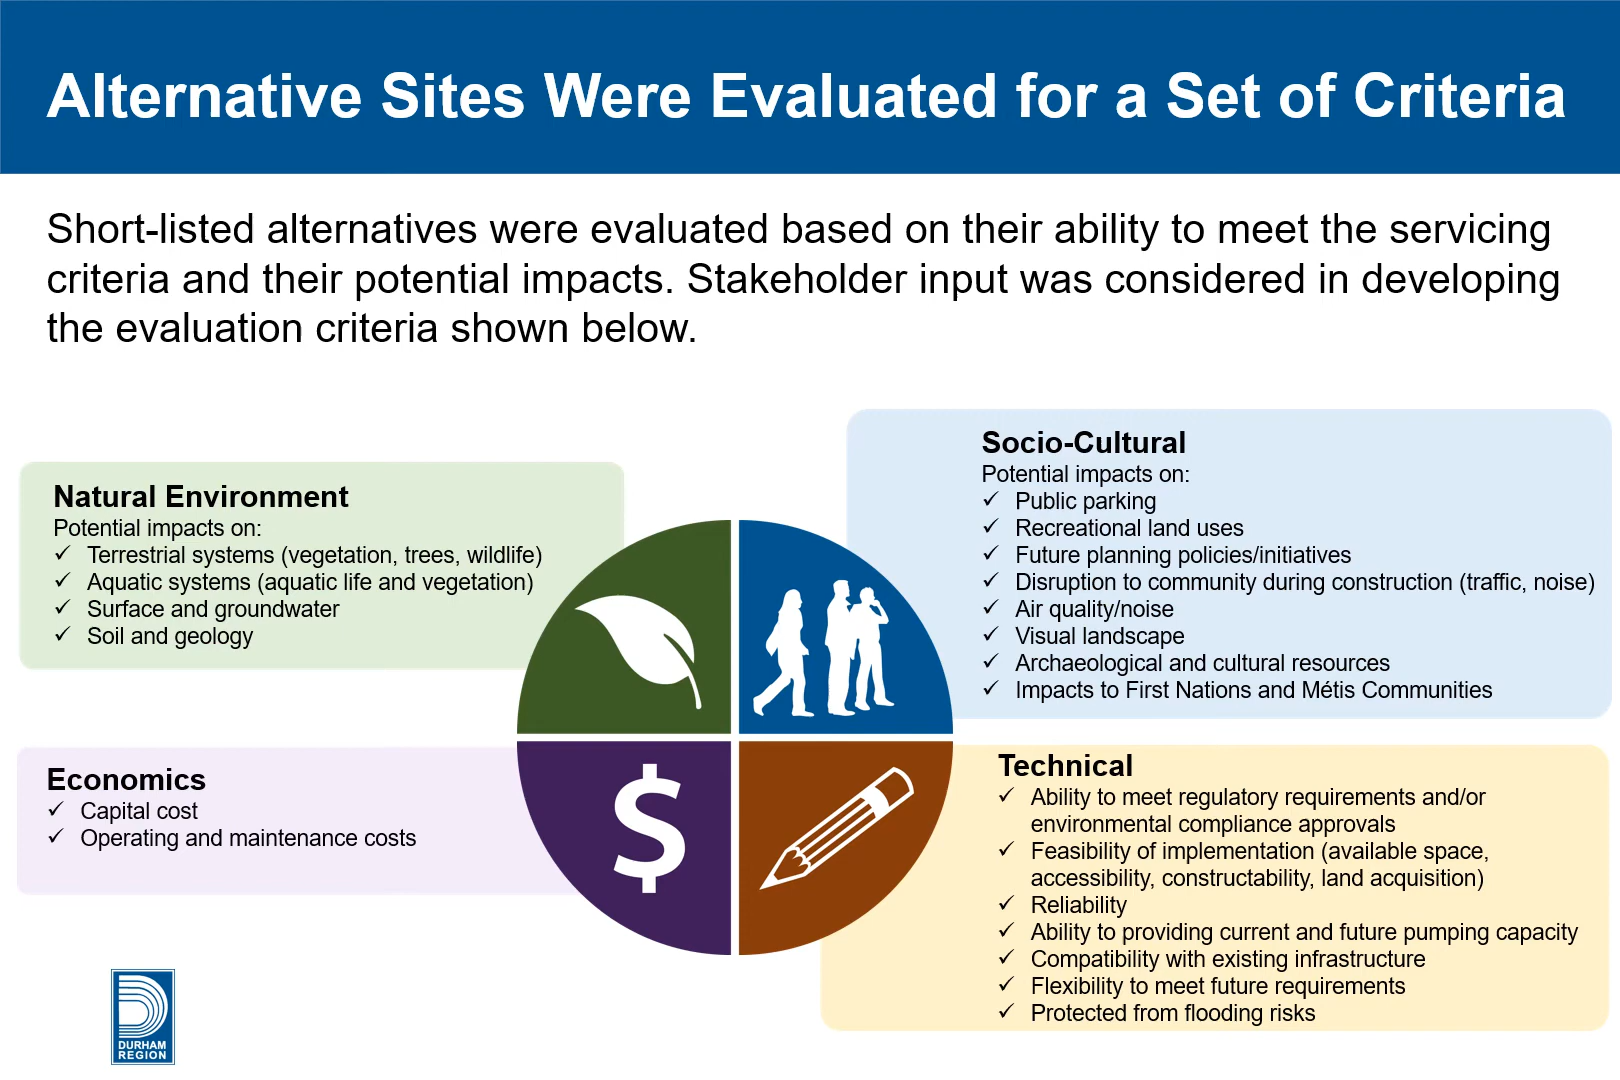 Alternative Sites Were Evaluated for a Set of Criteria
Short-listed alternatives were evaluated based on their ability to meet the servicing
criteria and their potential impacts. Stakeholder input was considered in developing
the evaluation criteria shown below.
Natural Environment
Potential impacts on:
✓ Terrestrial systems (vegetation, trees, wildlife)
✓ Aquatic systems (aquatic life and vegetation)
✓ Surface and groundwater
✓ Soil and geology
Socio-Cultural
Potential impacts on:
✓ Public parking
✓ Recreational land uses
✓ Future planning policies/initiatives
✓ Disruption to community during construction (traffic, noise)
✓ Air quality/noise
✓ Visual landscape
✓ Archaeological and cultural resources
✓ Impacts to First Nations and Métis Communities
Economics
✓ Capital cost
✓ Operating and maintenance costs
$
Technical
✓ Ability to meet regulatory requirements and/or
environmental compliance approvals
✓ Feasibility of implementation (available space,
accessibility, constructability, land acquisition)
✓ Reliability
✓ Ability to providing current and future pumping capacity
✓ Compatibility with existing infrastructure
✓ Flexibility to meet future requirements
✓ Protected from flooding risks
DURHAM
REGION